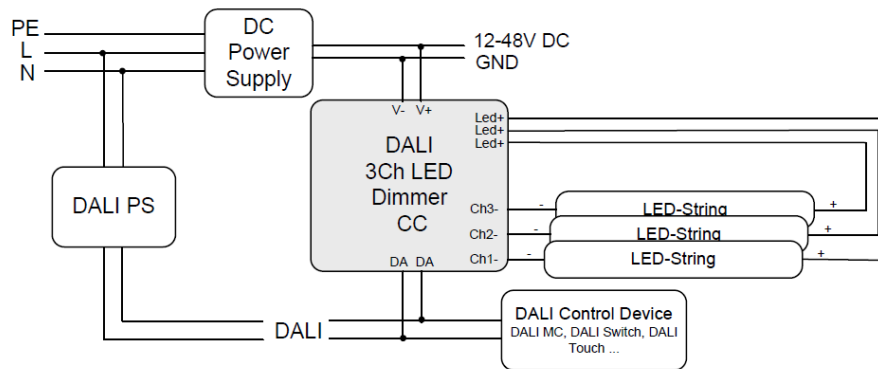 PE
L
N
DC
Power
Supply
12-48V DC
GND
V- V+
Led+
Led+
Led+
DALI
3Ch LED
Dimmer
CC
DALI PS
Ch3- - LED-String +
Ch2- - LED-String +
Ch1- - LED-String +
DA DA
DALI
DALI Control Device
DALI MC, DALI Switch, DALI
Touch ...